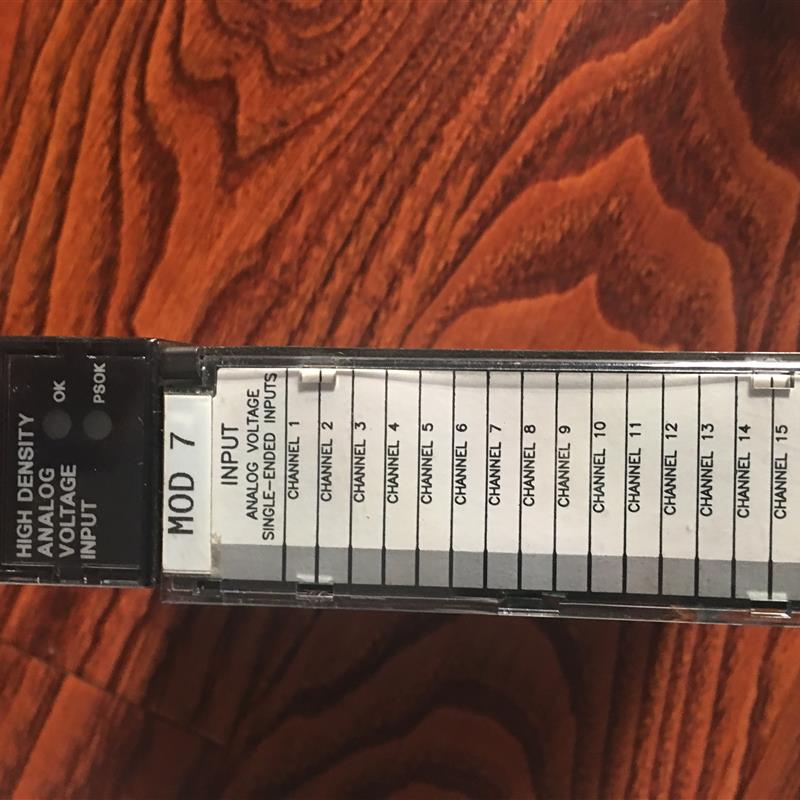 HIGH DENSITY
ANALOG
VOLTAGE
INPUT
OK
PSOK
MOD 7
INPUT
ANALOG VOLTAGE
SINGLE-ENDED INPUTS
CHANNEL 1
CHANNEL 2
CHANNEL 3
CHANNEL 4
CHANNEL 5
CHANNEL 6
CHANNEL 7
CHANNEL 8
CHANNEL 9
CHANNEL 10
CHANNEL 11
CHANNEL 12
CHANNEL 13
CHANNEL 14
CHANNEL 15